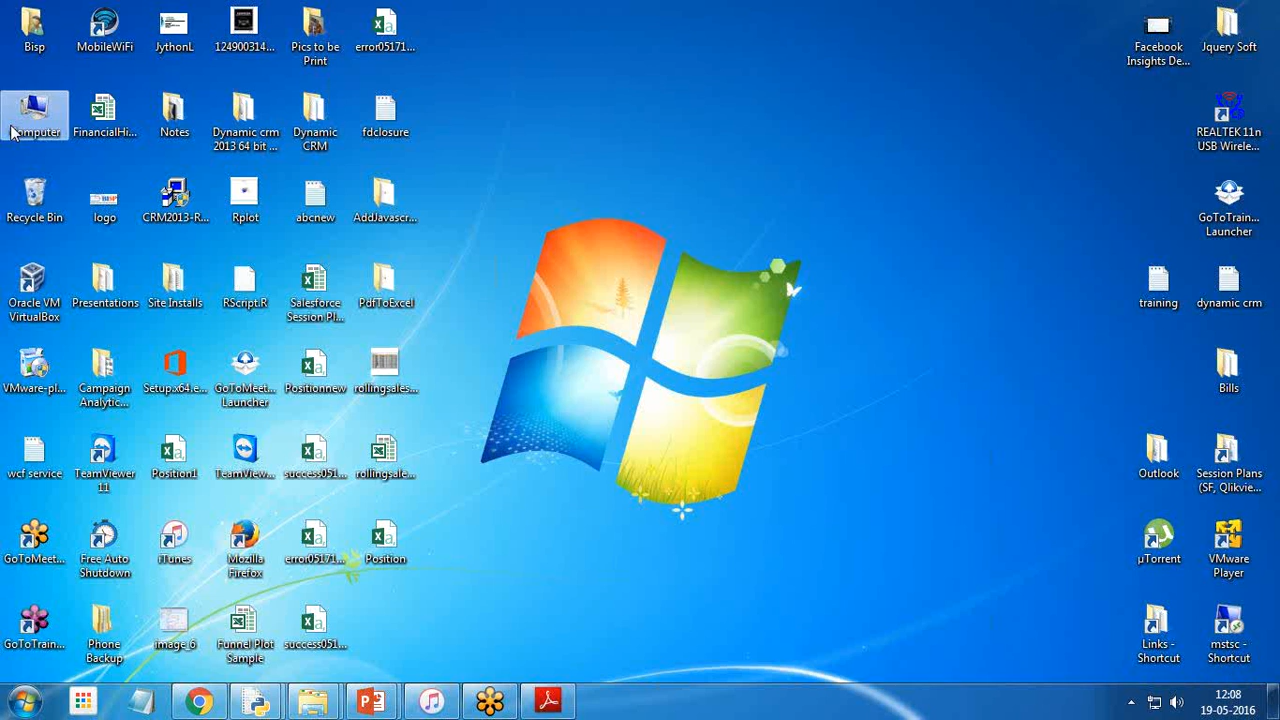 Bisp
MobileWiFi
JythonL
124900314...
Pics to be
Print
error05171...
Facebook
Insights De...
Jquery Soft
Computer
FinancialHi...
Notes
Dynamic crm
2013 64 bit ...
Dynamic
CRM
fdclosure
REALTEK 11n
USB Wirele...
Recycle Bin
logo
CRM2013-R...
Rplot
abcnew
AddJavascr...
GoToTrain...
Launcher
Oracle VM
VirtualBox
Presentations
Site Installs
RScript.R
Salesforce
Session Pl...
PdfToExcel
training
dynamic crm
VMware-pl...
Campaign
Analytic...
Setup.x64.e...
GoToMeet...
Launcher
Positionnew
rollingsales...
Bills
wcf service
TeamViewer
11
Position1
TeamView...
success051...
rollingsale...
Outlook
Session Plans
(SF, Qlikvie...
GoToMeet...
Free Auto
Shutdown
iTunes
Mozilla
Firefox
error05171...
Position
µTorrent
VMware
Player
GoToTrain...
Phone
Backup
image_6
Funnel Plot
Sample
success051...
Links -
Shortcut
mstsc -
Shortcut
12:08
19-05-2016